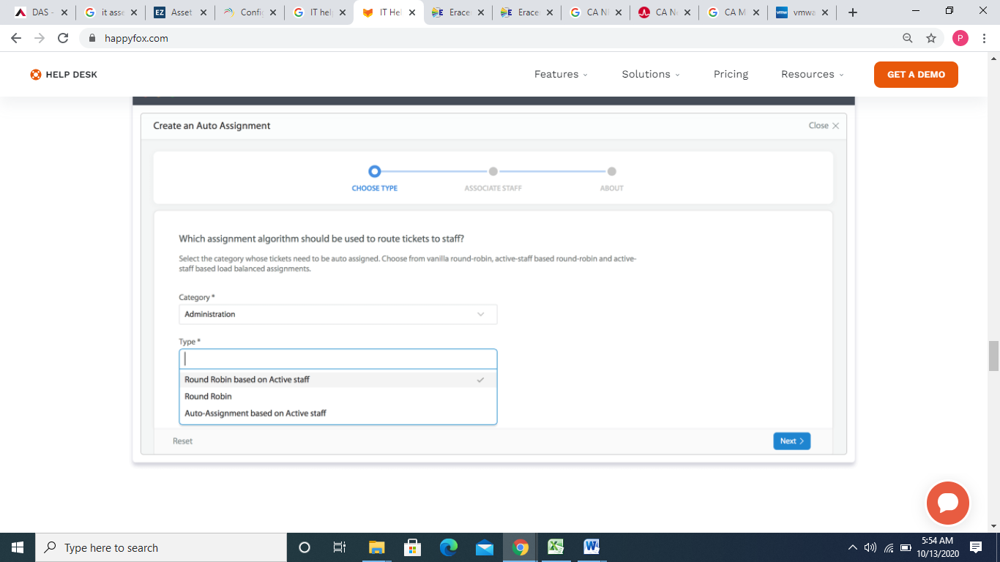 DAS -
it asse
Asset
Config
IT help
IT Hel
Eracen
Eracen
CA NI
CA Ne
CA M
vmwa
happyfox.com
P
HELP DESK
Features
Solutions
Pricing
Resources
GET A DEMO
Create an Auto Assignment
Close
CHOOSE TYPE
ASSOCIATE STAFF
ABOUT
Which assignment algorithm should be used to route tickets to staff?
Select the category whose tickets need to be auto assigned. Choose from vanilla round-robin, active-staff based round-robin and active-
staff based load balanced assignments.
Category *
Administration
Type *
Round Robin based on Active staff
Round Robin
Auto-Assignment based on Active staff
Reset
Next
Type here to search
5:54 AM
10/13/2020